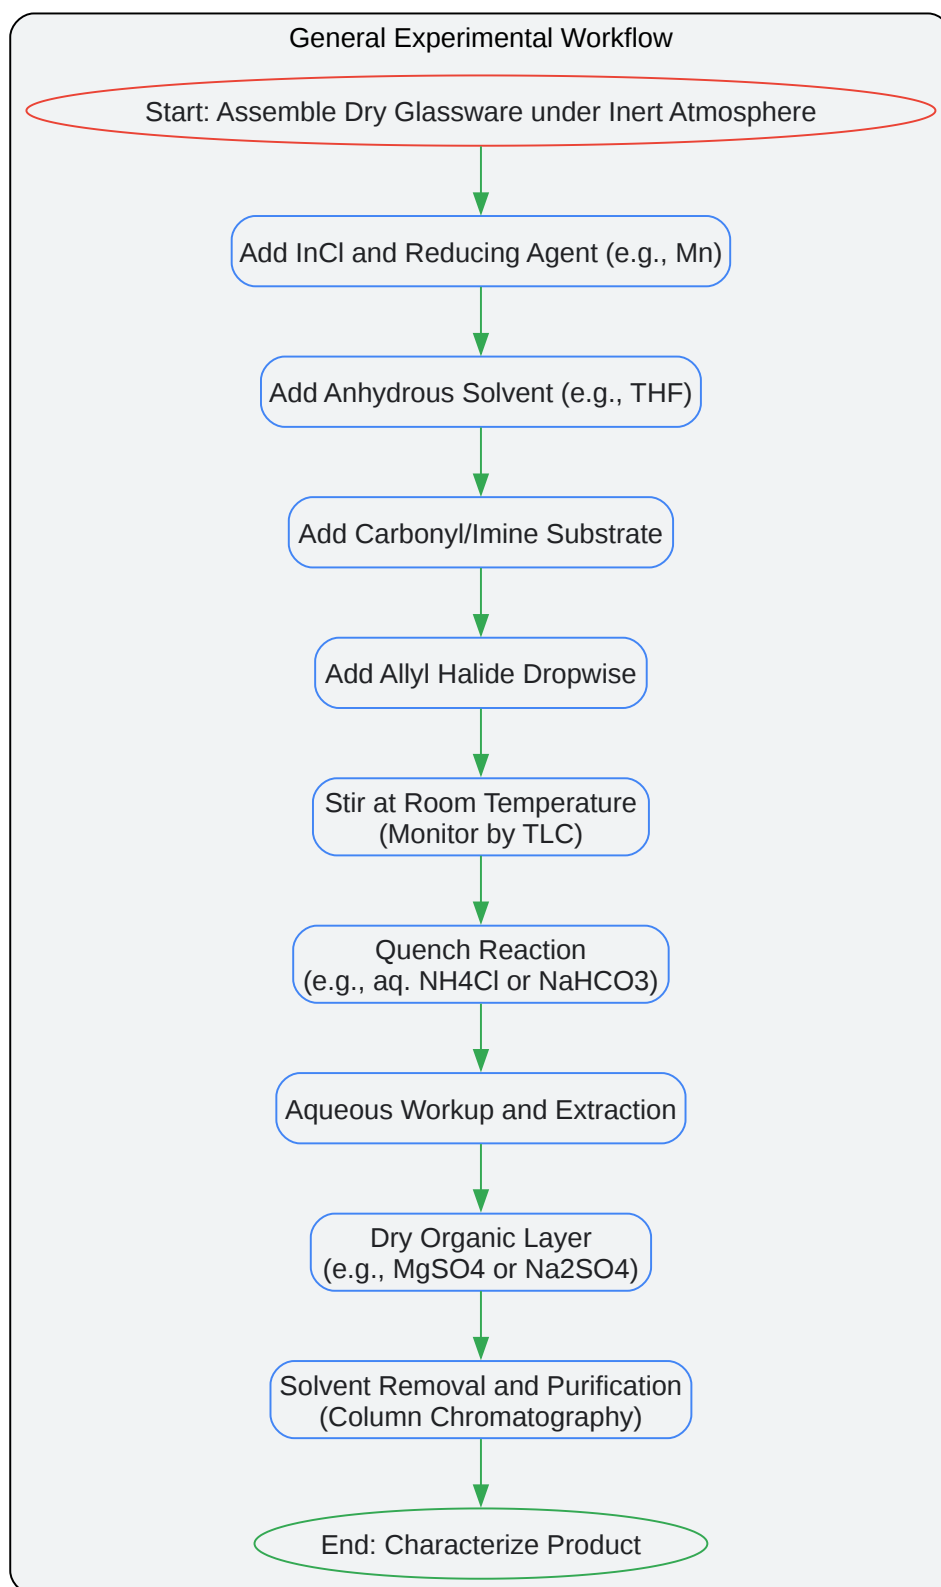 General Experimental Workflow
Start: Assemble Dry Glassware under Inert Atmosphere
Add InCl and Reducing Agent (e.g., Mn)
Add Anhydrous Solvent (e.g., THF)
Add Carbonyl/Imine Substrate
Add Allyl Halide Dropwise
Stir at Room Temperature
(Monitor by TLC)
Quench Reaction
(e.g., aq. NH4Cl or NaHCO3)
Aqueous Workup and Extraction
Dry Organic Layer
(e.g., MgSO4 or Na2SO4)
Solvent Removal and Purification
(Column Chromatography)
End: Characterize Product